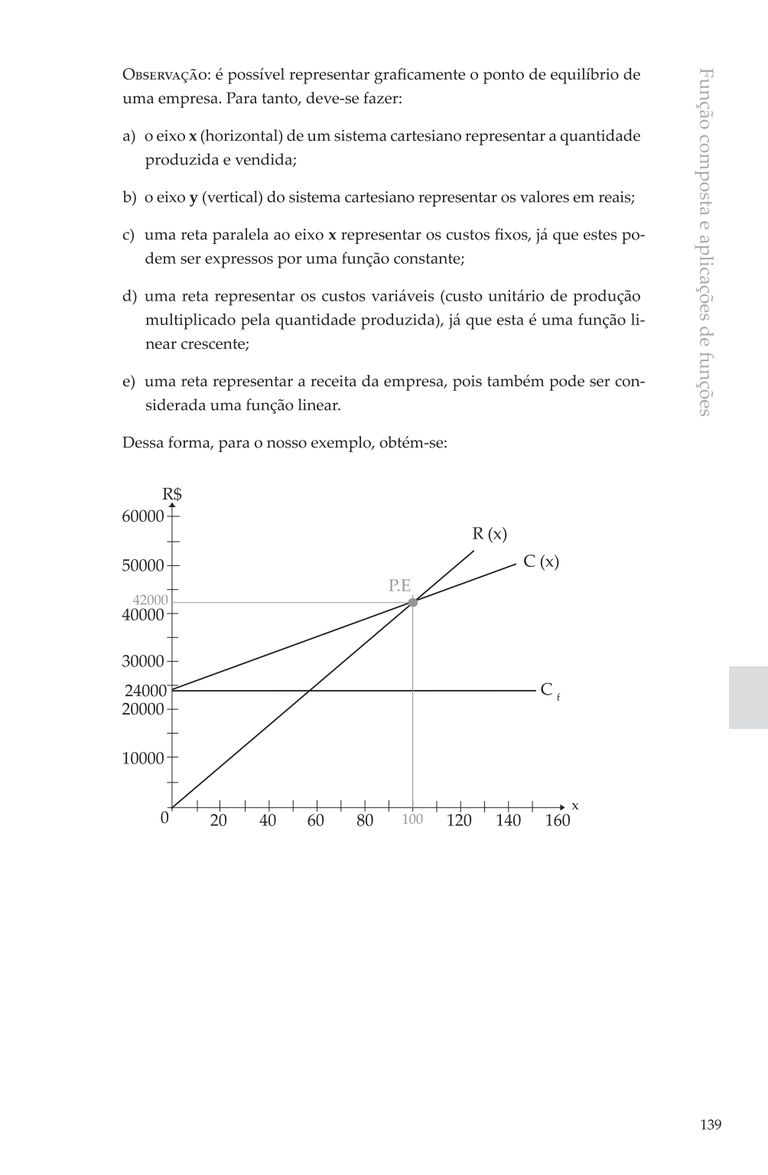 Observação: é possível representar graficamente o ponto de equilíbrio de
uma empresa. Para tanto, deve-se fazer:
a) o eixo x (horizontal) de um sistema cartesiano representar a quantidade
produzida e vendida;
b) o eixo y (vertical) do sistema cartesiano representar os valores em reais;
c) uma reta paralela ao eixo x representar os custos fixos, já que estes po-
dem ser expressos por uma função constante;
d) uma reta representar os custos variáveis (custo unitário de produção
multiplicado pela quantidade produzida), já que esta é uma função li-
near crescente;
e) uma reta representar a receita da empresa, pois também pode ser con-
siderada uma função linear.
Dessa forma, para o nosso exemplo, obtém-se:
R$
60000
R (x)
50000
C (x)
P.E
42000
40000
30000
24000
C f
20000
10000
x
0 20 40 60 80 100 120 140 160
Função composta e aplicações de funções
139